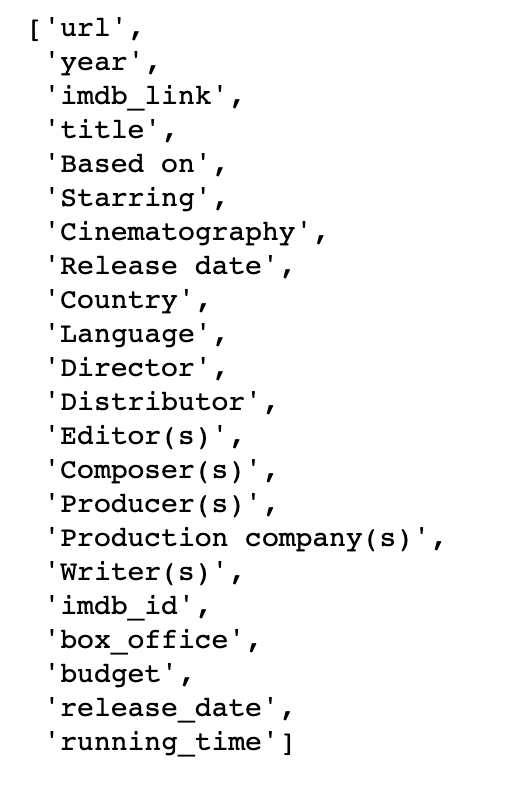 ['url',
'year',
'imdb_link',
'title',
'Based on',
'Starring',
'Cinematography',
'Release date',
'Country',
'Language',
'Director',
'Distributor',
'Editor(s)',
'Composer(s)',
'Producer(s)',
'Production company(s)',
'Writer(s)',
'imdb_id',
'box_office',
'budget',
'release_date',
'running_time']